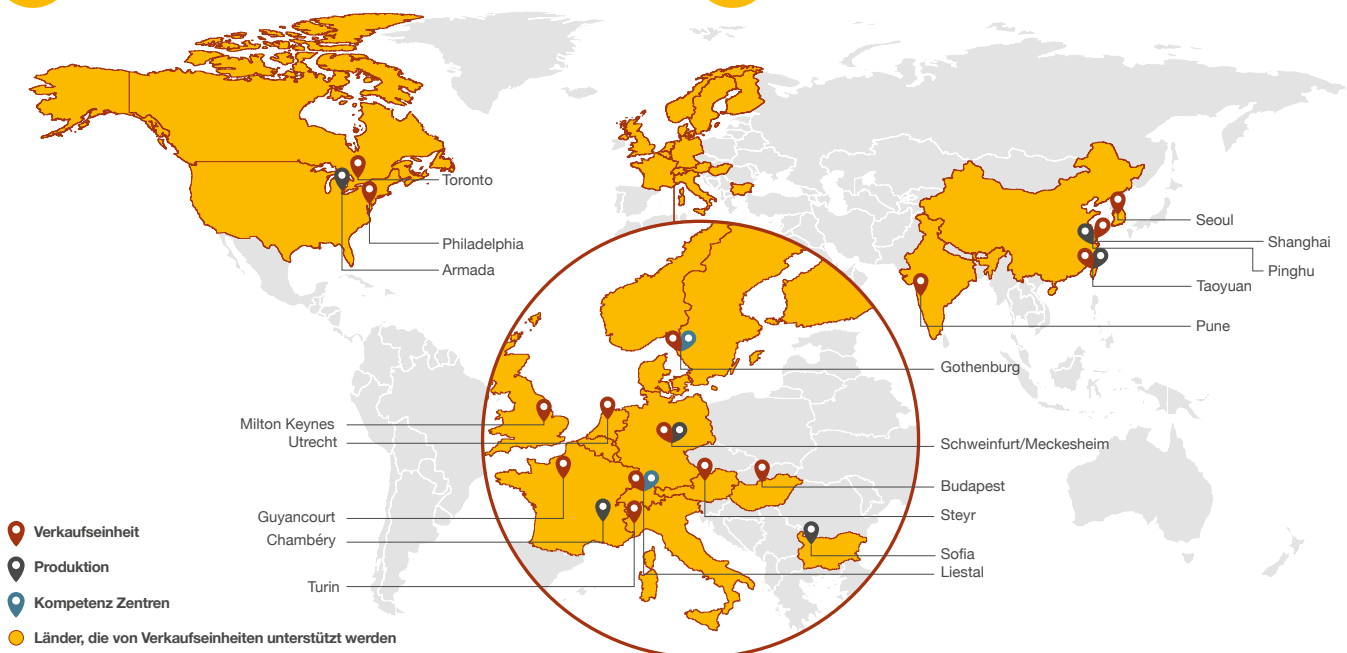 Toronto
Philadelphia
Armada
Seoul
Shanghai
Pinghu
Taoyuan
Pune
Gothenburg
Milton Keynes
Utrecht
Schweinfurt/Meckesheim
Budapest
Guyancourt
Steyr
Chambéry
Sofia
Liestal
Turin
Verkaufseinheit
Produktion
Kompetenz Zentren
Länder, die von Verkaufseinheiten unterstützt werden